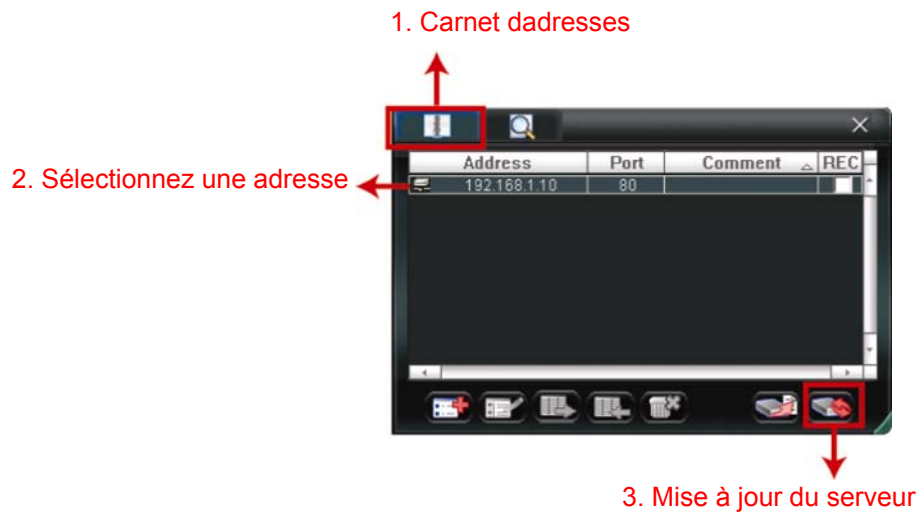 1. Carnet dadresses
Address Port Comment REC
2. Sélectionnez une adresse
192.168.1.10 80
3. Mise à jour du serveur